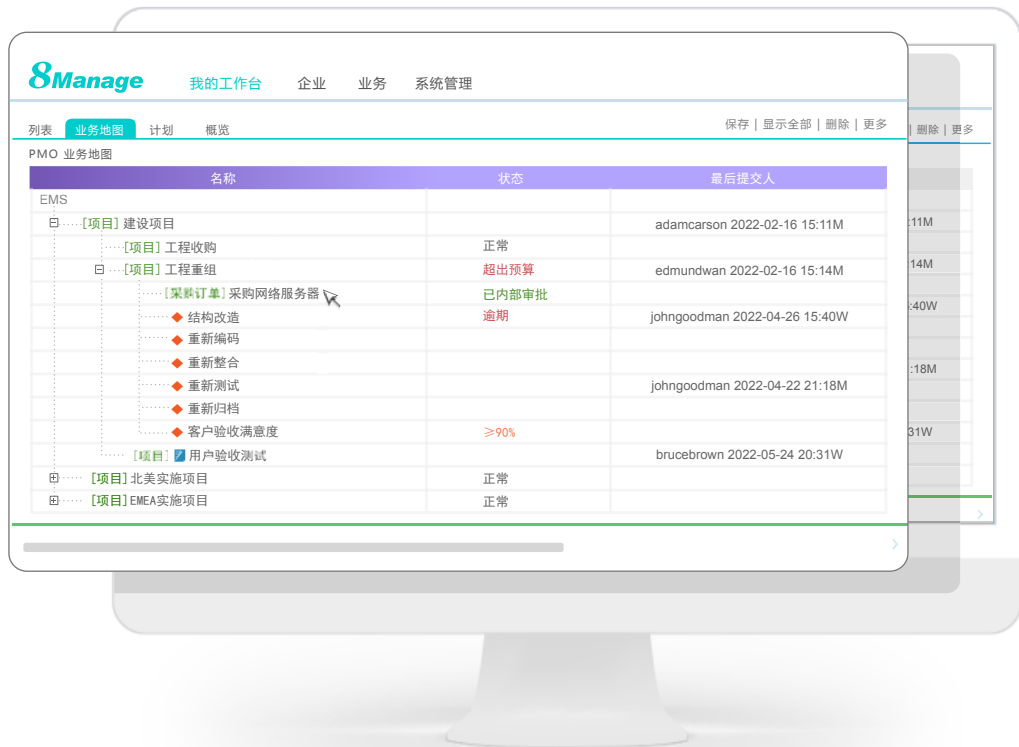 8Manage 我的工作台 企业 业务 系统管理
列表 业务地图 计划 概览 保存 | 显示全部 | 删除 | 更多
| 删除 | 更多
PMO 业务地图
名称 状态 最后提交人
EMS
[项目] 建设项目 adamcarson 2022-02-16 15:11M
:11M
[项目] 工程收购 正常
[项目] 工程重组 超出预算 edmundwan 2022-02-16 15:14M
14M
[采购订单] 采购网络服务器 已内部审批
:40W
结构改造 逾期 johngoodman 2022-04-26 15:40W
重新编码
重新整合
:18M
重新测试 johngoodman 2022-04-22 21:18M
重新归档
客户验收满意度 ≥90%
31W
[项目] 用户验收测试 brucebrown 2022-05-24 20:31W
[项目] 北美实施项目 正常
[项目] EMEA实施项目 正常